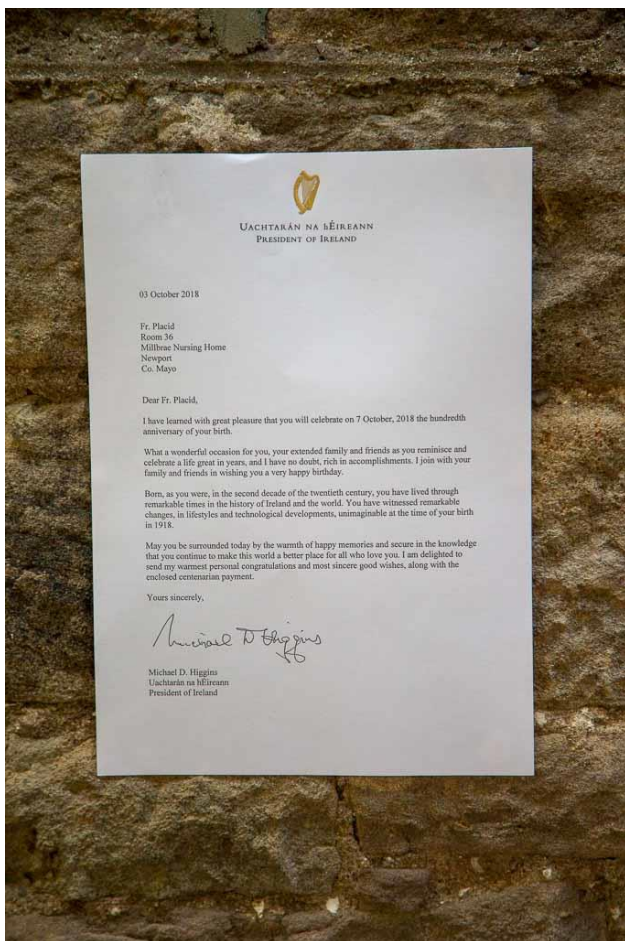 UACHTARÁN NA hÉIREANN
PRESIDENT OF IRELAND
03 October 2018
Fr. Placid
Room 36
Millbrae Nursing Home
Newport
Co. Mayo
Dear Fr. Placid,
I have learned with great pleasure that you will celebrate on 7 October, 2018 the hundredth
anniversary of your birth.
What a wonderful occasion for you, your extended family and friends as you reminisce and
celebrate a life great in years, and I have no doubt, rich in accomplishments. I join with your
family and friends in wishing you a very happy birthday.
Born, as you were, in the second decade of the twentieth century, you have lived through
remarkable times in the history of Ireland and the world. You have witnessed remarkable
changes, in lifestyles and technological developments, unimaginable at the time of your birth
in 1918.
May you be surrounded today by the warmth of happy memories and secure in the knowledge
that you continue to make this world a better place for all who love you. I am delighted to
send my warmest personal congratulations and most sincere good wishes, along with the
enclosed centenarian payment.
Yours sincerely,
Michael D Higgins
Michael D. Higgins
Uachtarán na hÉireann
President of Ireland